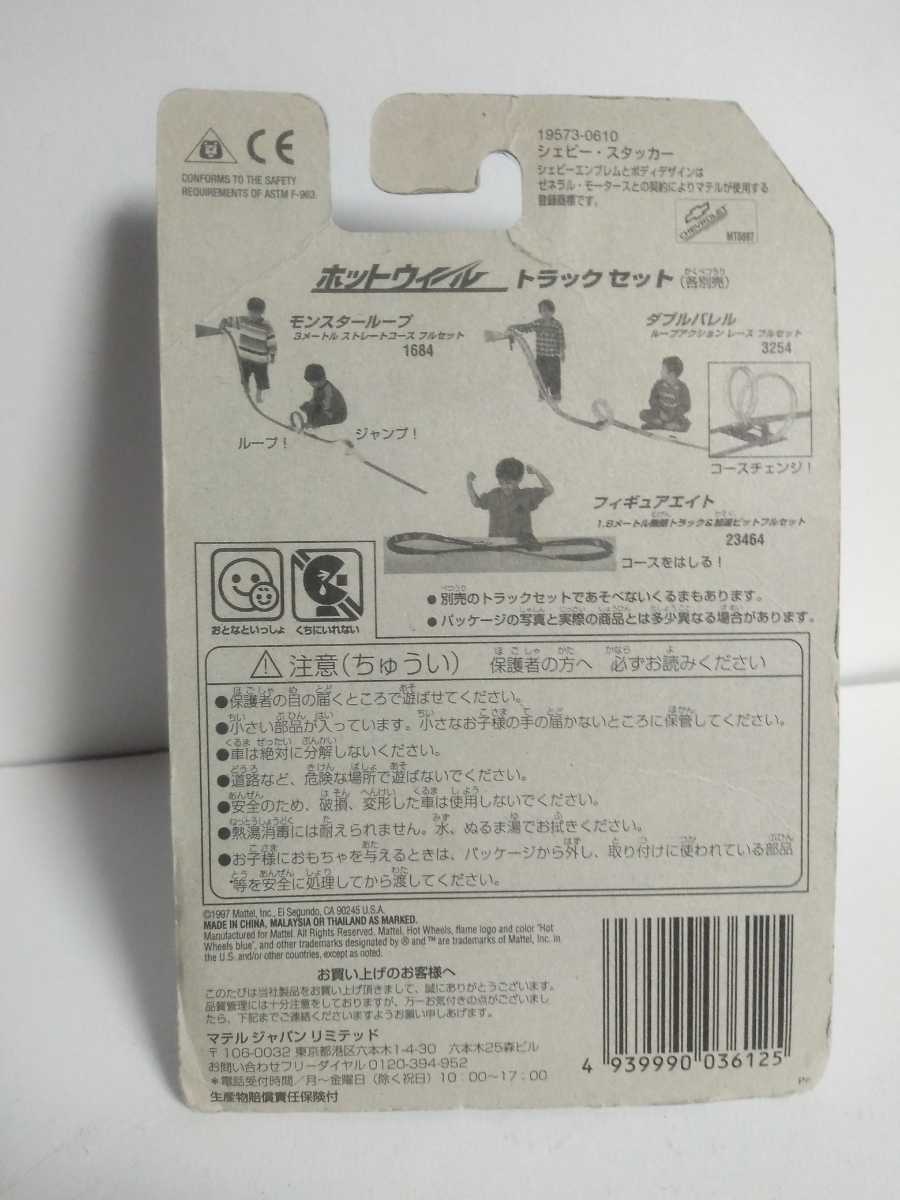 CE
CONFORMS TO THE SAFETY
REQUIREMENTS OF ASTM F-963.
19573-0610
シェビー・スタッカー
シェビーエンブレムとボディデザインは
ゼネラル・モータースとの契約によりマテルが使用する
登録商標です。
CHEVROLET
ホットウィール トラックセット(各別売)
モンスターループ
3メートル ストレートコース フルセット
1684
ループ!
ジャンプ!
ダブルバレル
ループアクション レース フルセット
3254
コースチェンジ!
フィギュアエイト
1.8メートル無限トラック&加速ピットフルセット
23464
コースをはしる!
おとなといっしょ くちにいれない
●別売のトラックセットであそべないくるまもあります。
●パッケージの写真と実際の商品とは多少異なる場合があります。
⚠注意(ちゅうい) 保護者の方へ 必ずお読みください
●保護者の目の届くところで遊ばせてください。
●小さい部品が入っています。小さなお子様の手の届かないところに保管してください。
●車は絶対に分解しないください。
●道路など、危険な場所で遊ばないでください。
●安全のため、破損、変形した車は使用しないでください。
●熱湯消毒には耐えられません。水、ぬるま湯でお拭きください。
●お子様におもちゃを与えるときは、パッケージから外し、取り付けに使われている部品
等を安全に処理してから渡してください。
©1997 Mattel, Inc., El Segundo, CA 90245 U.S.A.
MADE IN CHINA, MALAYSIA OR THAILAND AS MARKED.
Manufactured for Mattel. All Rights Reserved. Mattel, Hot Wheels, flame logo and color "Hot
Wheels blue", and other trademarks designated by ® and ™ are trademarks of Mattel, Inc. in
the U.S. and/or other countries, except as noted.
お買い上げのお客様へ
このたびは当社製品をお買い上げ頂きまして、誠にありがとうございます。
品質管理には十分注意をしておりますが、万一お気付きの点がございまし
たら、下記までご連絡くださいますようお願い申しあげます。
マテル ジャパン リミテッド
〒106-0032 東京都港区六本木1-4-30 六本木25森ビル
お問い合わせフリーダイヤル 0120-394-952
*電話受付時間/月〜金曜日(除く祝日)10:00〜17:00
生産物賠償責任保険付
4 939990 036125